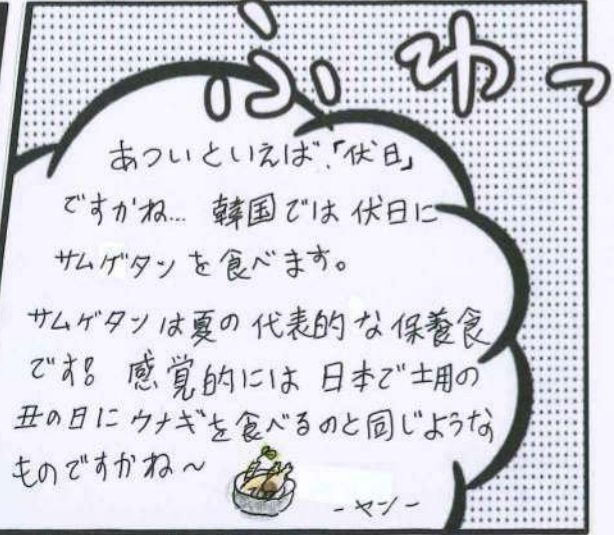 ふわっ
あついといえば、「伏日」
ですかね… 韓国では伏日に
サムゲタンを食べます。
サムゲタンは夏の代表的な保養食
です。 感覚的には 日本で土用の
丑の日にウナギを食べるのと同じような
ものですかね～
-ヤン-